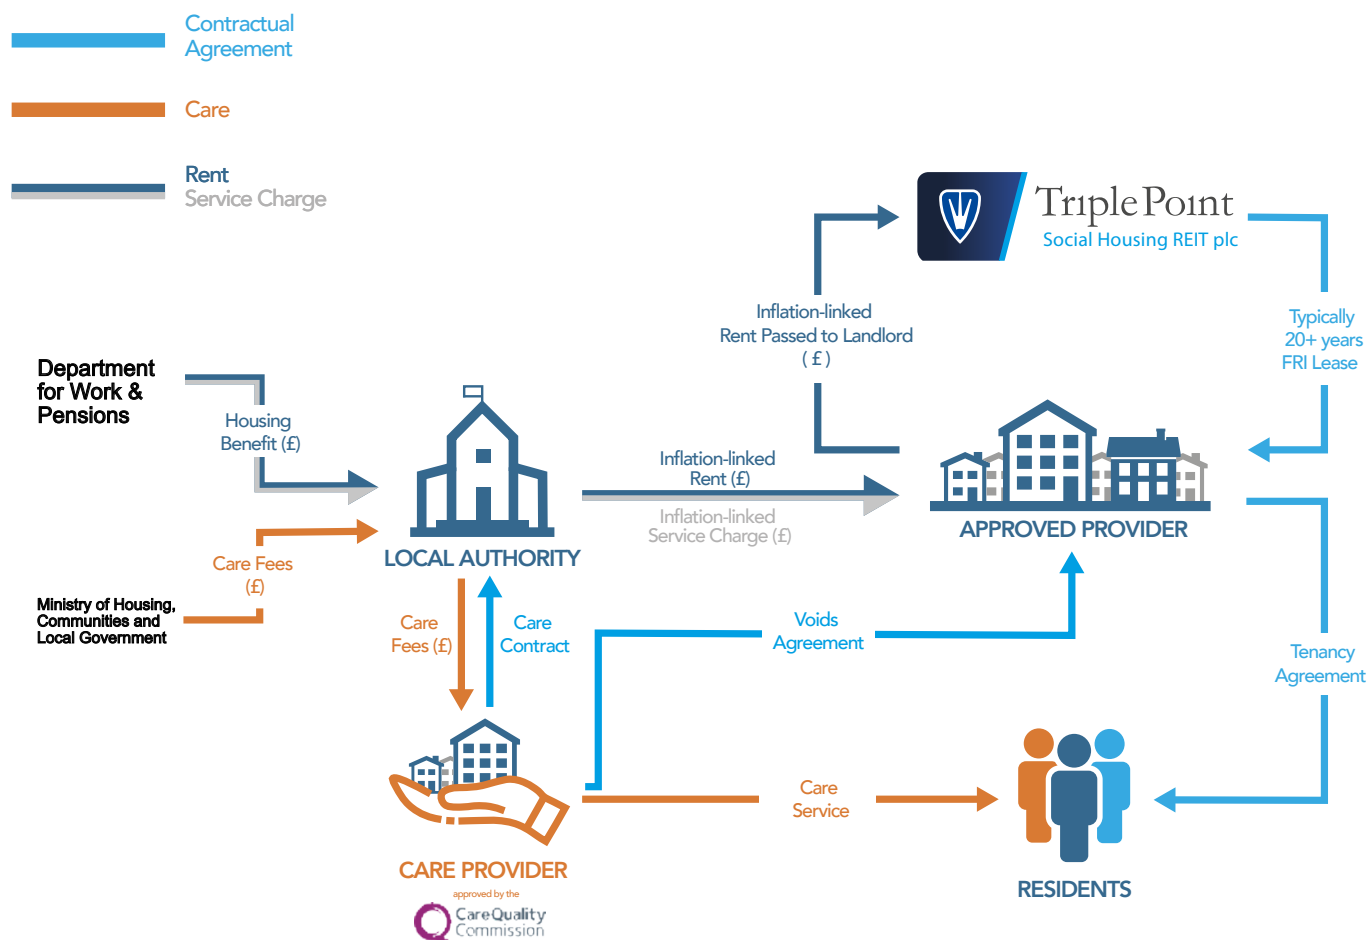 Contractual
Agreement
Care
Rent
Service Charge
Triple Point
Social Housing REIT plc
Inflation-linked
Rent Passed to Landlord
(£)
Typically
20+ years
FRI Lease
Department
for Work &
Pensions
Housing
Benefit (£)
Inflation-linked
Rent (£)
Inflation-linked
Service Charge (£)
APPROVED PROVIDER
LOCAL AUTHORITY
Care Fees
(£)
Ministry of Housing,
Communities and
Local Government
Care
Fees (£)
Care
Contract
Voids
Agreement
Tenancy
Agreement
Care
Service
CARE PROVIDER
approved by the
CareQuality
Commission
RESIDENTS